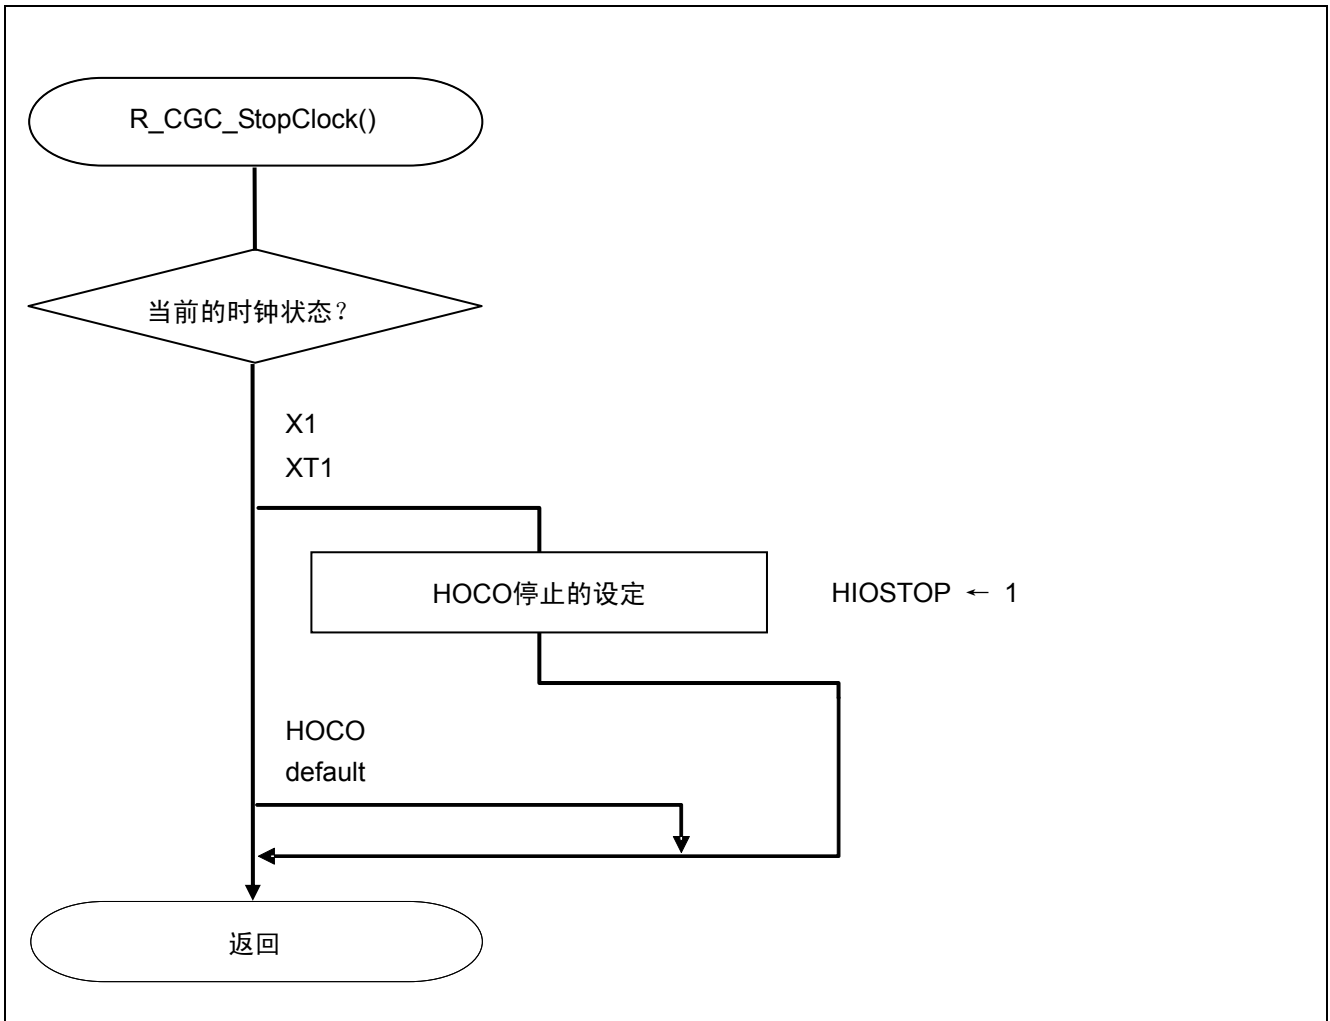 R_CGC_StopClock()
当前的时钟状态？
X1
XT1
HOCO停止的设定
HIOSTOP ← 1
HOCO
default
返回